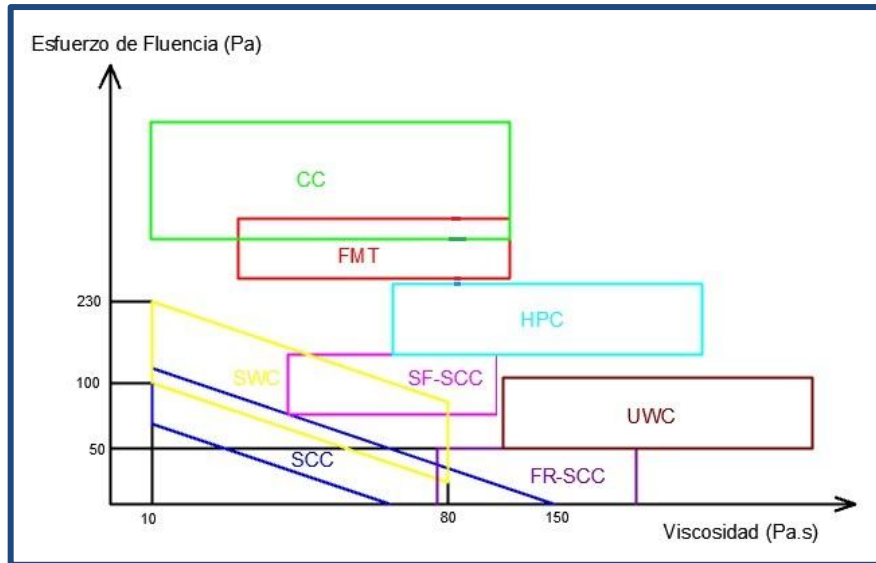 Esfuerzo de Fluencia (Pa)
CC
FMT
230
HPC
SWC
SF-SCC
100
UWC
50
SCC
FR-SCC
10
80
150
Viscosidad (Pa.s)